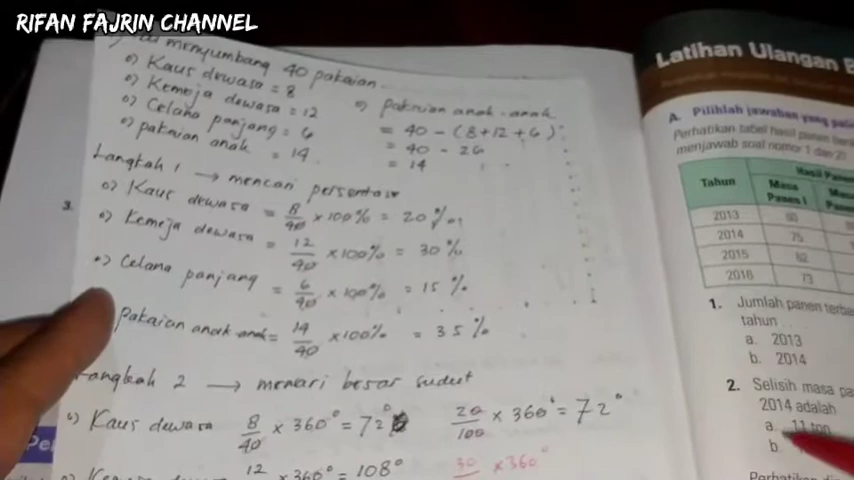 RIFAN FAJRIN CHANNEL
menyumbang 40 pakaian.
o) Kaus dewasa = 8
o) Kemeja dewasa = 12
o) Celana panjang = 6
o) pakaian anak = 14
o) pakaian anak-anak
= 40 - (8+12+6)
= 40 - 26
= 14
Langkah 1 → mencari persentase
3.
o) Kaus dewasa = 8/40 × 100% = 20%
o) Kemeja dewasa = 12/40 × 100% = 30%
o) Celana panjang = 6/40 × 100% = 15%
Pakaian anak-anak = 14/40 × 100% = 35%
Langkah 2 → mencari besar sudut
o) Kaus dewasa 8/40 × 360° = 72° 20/100 × 360° = 72°
12 × 360° = 108° 30 × 360°
Latihan Ulangan
A. Pilihlah jawaban yang
Perhatikan tabel hasil panen
menjawab soal nomor 1 dan 2!
Tahun
Masa Panen I
2013
2014 75
2015
2016 73
1. Jumlah panen
tahun
a. 2013
b. 2014
2. Selisih masa
2014 adalah
a. 11 ton
b.